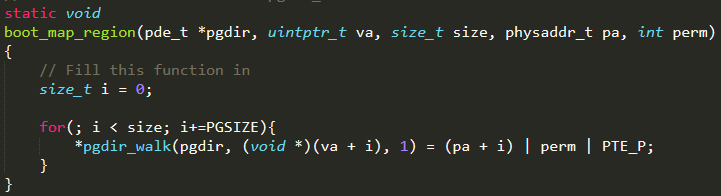 static void
boot_map_region(pde_t *pgdir, uintptr_t va, size_t size, physaddr_t pa, int perm)
{
    // Fill this function in
    size_t i = 0;

    for(; i < size; i+=PGSIZE){
        *pgdir_walk(pgdir, (void *)(va + i), 1) = (pa + i) | perm | PTE_P;
    }
}